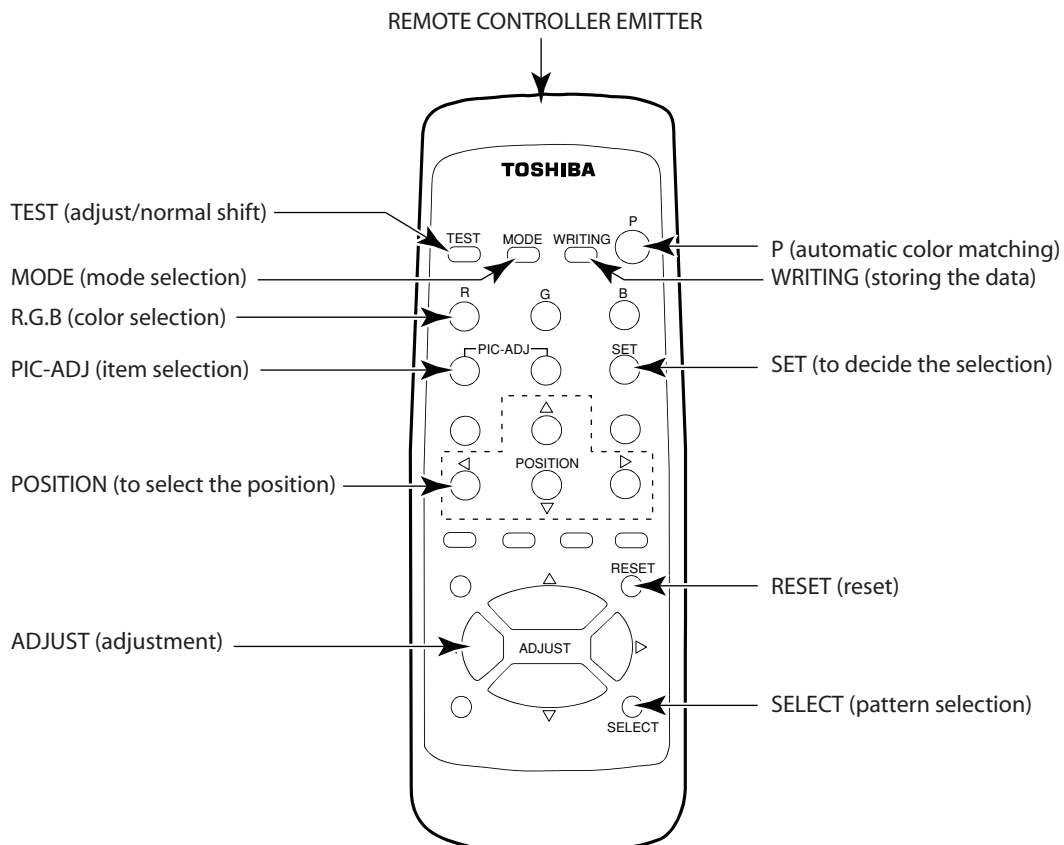 REMOTE CONTROLLER EMITTER
TOSHIBA
TEST (adjust/normal shift)
MODE (mode selection)
R.G.B (color selection)
PIC-ADJ (item selection)
POSITION (to select the position)
ADJUST (adjustment)
P
TEST
MODE
WRITING
R
G
B
PIC-ADJ
SET
POSITION
RESET
ADJUST
SELECT
P (automatic color matching)
WRITING (storing the data)
SET (to decide the selection)
RESET (reset)
SELECT (pattern selection)